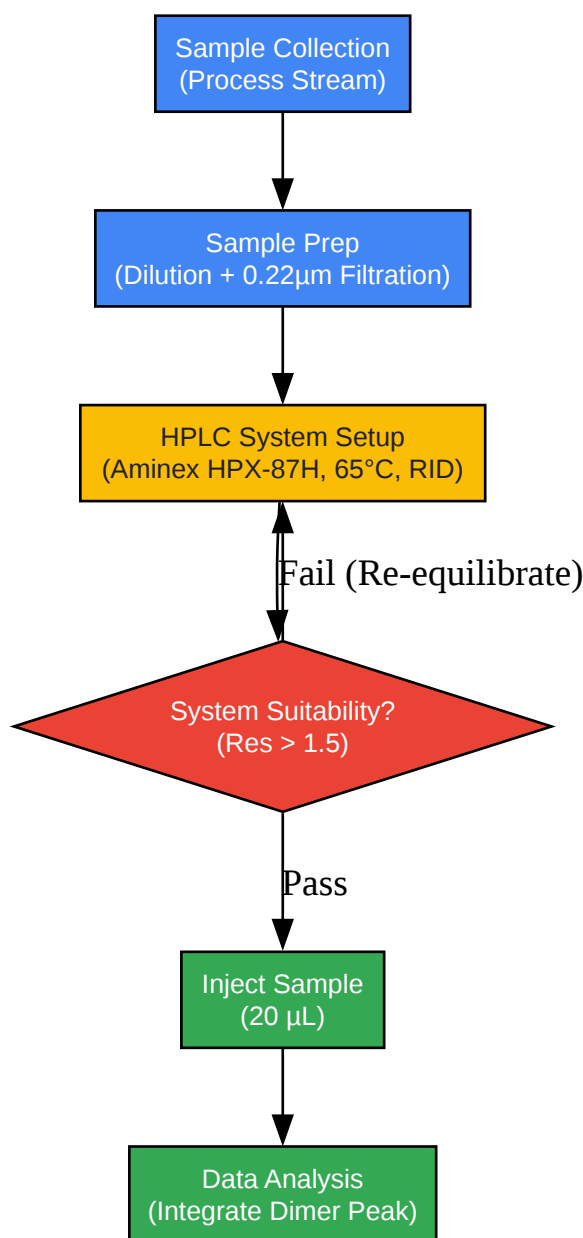 Sample Collection
(Process Stream)
Sample Prep
(Dilution + 0.22µm Filtration)
HPLC System Setup
(Aminex HPX-87H, 65°C, RID)
Fail (Re-equilibrate)
System Suitability?
(Res > 1.5)
Pass
Inject Sample
(20 µL)
Data Analysis
(Integrate Dimer Peak)